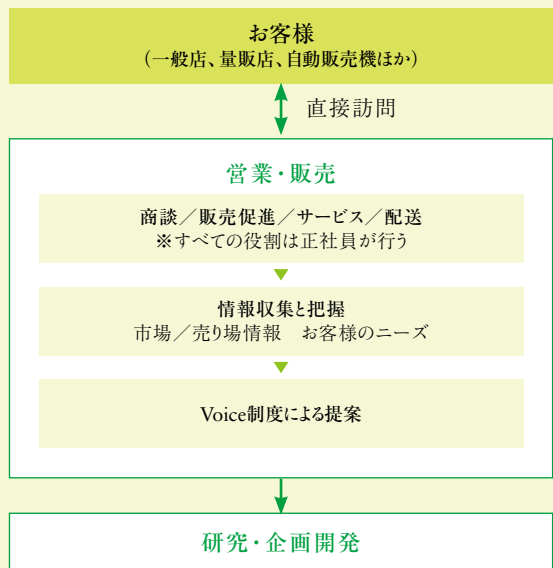 お客様
（一般店、量販店、自動販売機ほか）
直接訪問
営業・販売
商談／販売促進／サービス／配送
※すべての役割は正社員が行う
情報収集と把握
市場／売り場情　お客様のニーズ
Voice制度による提案
研究・企画開発